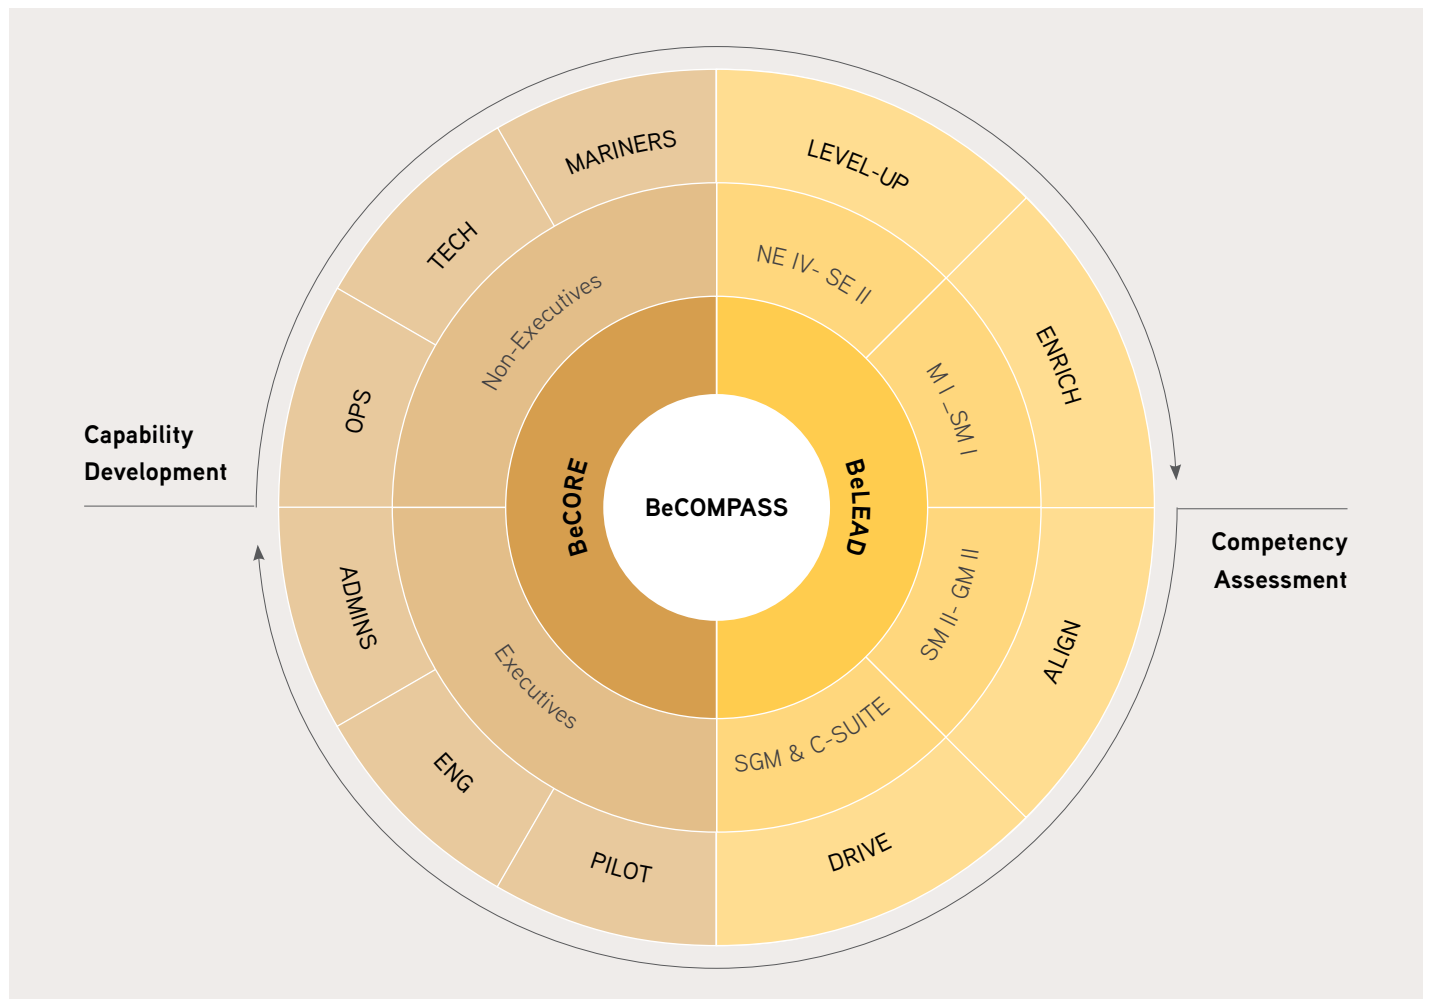 MARINERS
LEVEL-UP
TECH
NE IV- SE II
Non-Executives
ENRICH
M I _SM I
OPS
Capability
Development
BeCORE
BeCOMPASS
BeLEAD
Competency
Assessment
ADMINS
SM II- GM II
ALIGN
Executives
SGM & C-SUITE
ENG
PILOT
DRIVE